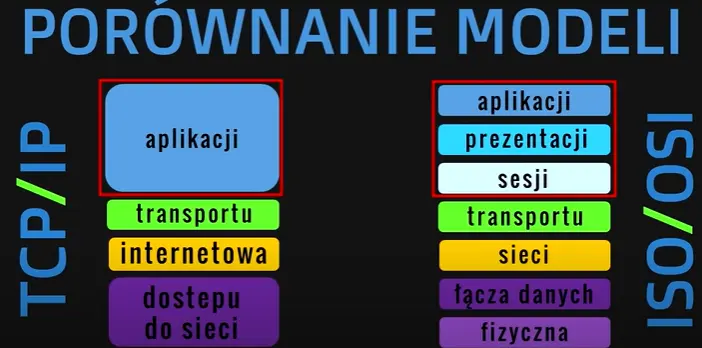 PORÓWNANIE MODELI
TCP/IP
aplikacji
transportu
internetowa
dostepu
do sieci
aplikacji
prezentacji
sesji
transportu
sieci
łącza danych
fizyczna
ISO/OSI